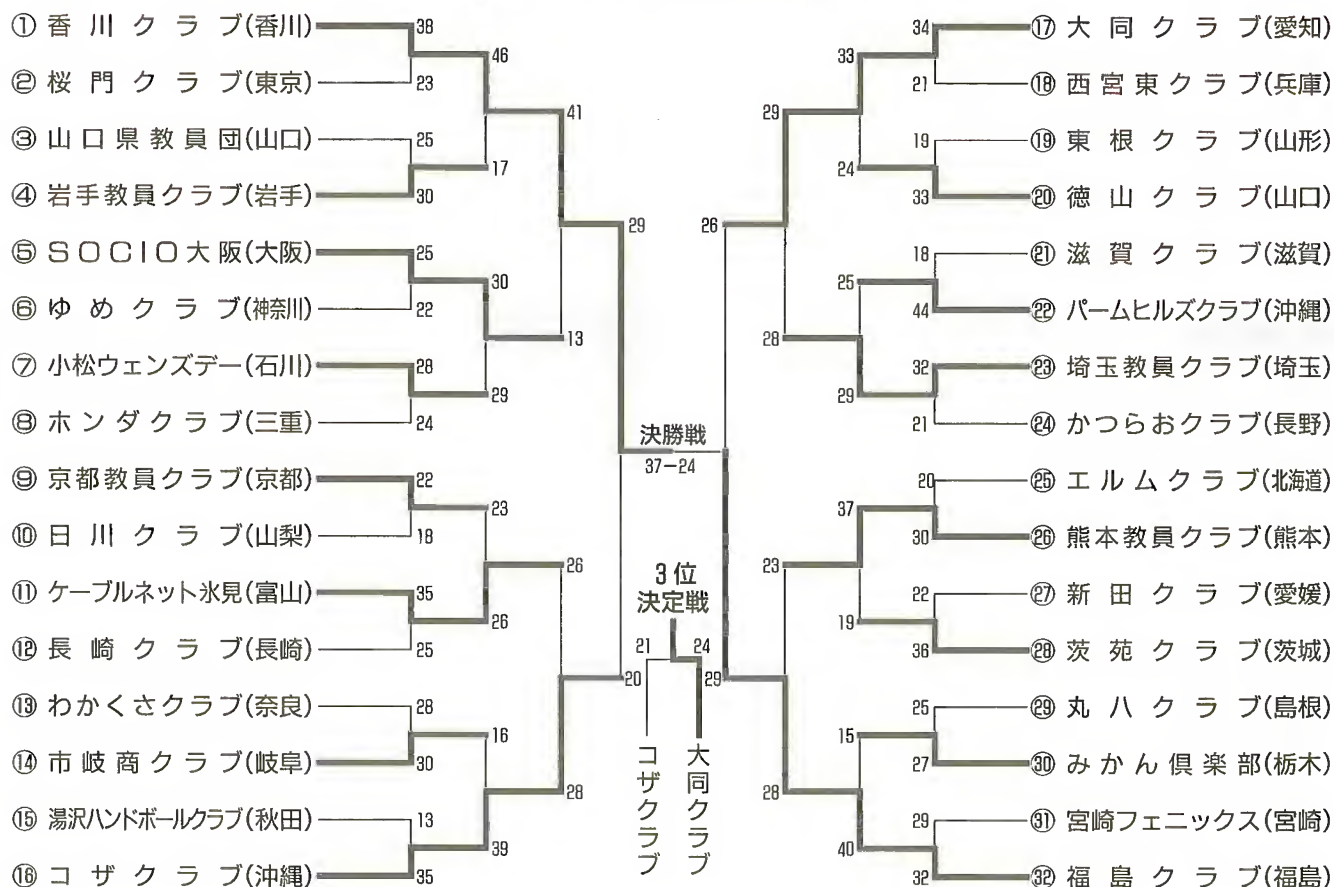 ① 香川クラブ(香川)
38
46
② 桜門クラブ(東京)
23
41
③ 山口県教員団(山口)
25
17
④ 岩手教員クラブ(岩手)
30
29
⑤ SOCIO大阪(大阪)
25
30
⑥ ゆめクラブ(神奈川)
22
13
⑦ 小松ウェンズデー(石川)
28
29
⑧ ホンダクラブ(三重)
24
⑨ 京都教員クラブ(京都)
22
23
⑩ 日川クラブ(山梨)
18
26
⑪ ケーブルネット氷見(富山)
35
26
⑫ 長崎クラブ(長崎)
25
20
⑬ わかくさクラブ(奈良)
28
16
⑭ 市岐商クラブ(岐阜)
30
28
⑮ 湯沢ハンドボールクラブ(秋田)
13
39
⑯ コザクラブ(沖縄)
35
決勝戦
37－24
3位
決定戦
21 24
コザクラブ
大同クラブ
34
⑰ 大同クラブ(愛知)
33
21
⑱ 西宮東クラブ(兵庫)
29
19
⑲ 東根クラブ(山形)
24
33
⑳ 徳山クラブ(山口)
26
18
㉑ 滋賀クラブ(滋賀)
25
44
㉒ パームヒルズクラブ(沖縄)
28
32
㉓ 埼玉教員クラブ(埼玉)
29
21
㉔ かつらおクラブ(長野)
20
㉕ エルムクラブ(北海道)
37
30
㉖ 熊本教員クラブ(熊本)
23
22
㉗ 新田クラブ(愛媛)
19
36
㉘ 茨苑クラブ(茨城)
29
25
㉙ 丸八クラブ(島根)
15
27
㉚ みかん倶楽部(栃木)
28
29
㉛ 宮崎フェニックス(宮崎)
40
32
㉜ 福島クラブ(福島)